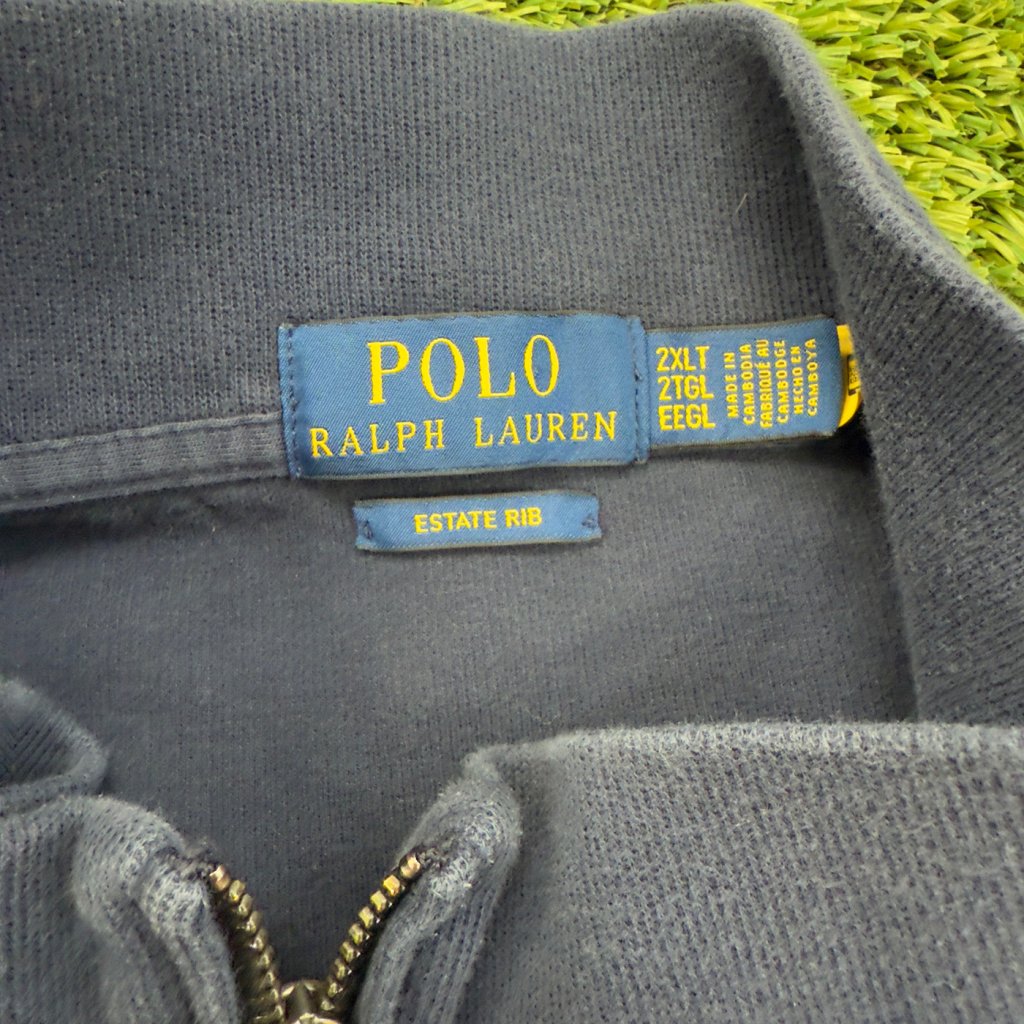 POLO
RALPH LAUREN
2XLT
2TGL
EEGL
MADE IN
CAMBODIA
FABRIQUÉ AU
CAMBODGE
HECHO EN
CAMBOYA
ESTATE RIB